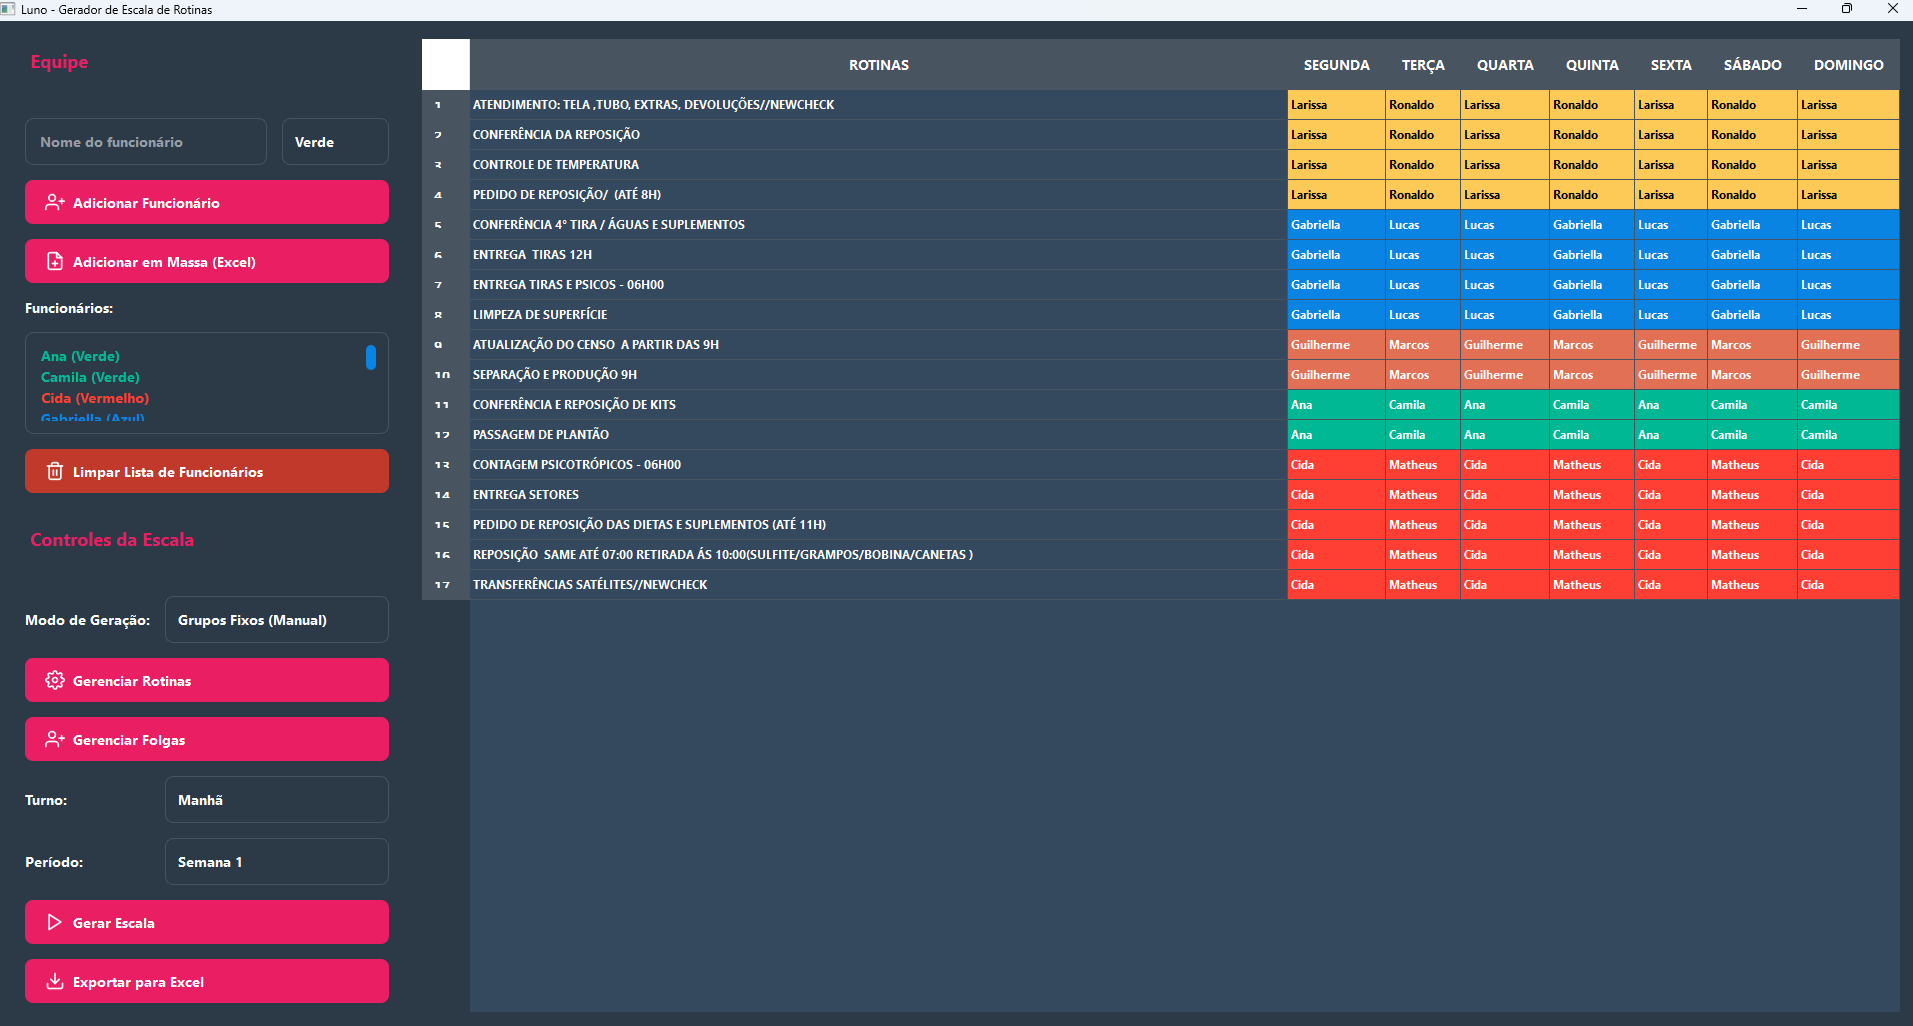 Luno - Gerador de Escala de Rotinas
Equipe
Nome do funcionário
Verde
Adicionar Funcionário
Adicionar em Massa (Excel)
Funcionários:
Ana (Verde)
Camila (Verde)
Cida (Vermelho)
Gabriella (Azul)
Limpar Lista de Funcionários
Controles da Escala
Modo de Geração: Grupos Fixos (Manual)
Gerenciar Rotinas
Gerenciar Folgas
Turno: Manhã
Período: Semana 1
Gerar Escala
Exportar para Excel
ROTINAS SEGUNDA TERÇA QUARTA QUINTA SEXTA SÁBADO DOMINGO
1 ATENDIMENTO: TELA ,TUBO, EXTRAS, DEVOLUÇÕES//NEWCHECK Larissa Ronaldo Larissa Ronaldo Larissa Ronaldo Larissa
2 CONFERÊNCIA DA REPOSIÇÃO Larissa Ronaldo Larissa Ronaldo Larissa Ronaldo Larissa
3 CONTROLE DE TEMPERATURA Larissa Ronaldo Larissa Ronaldo Larissa Ronaldo Larissa
4 PEDIDO DE REPOSIÇÃO/ (ATÉ 8H) Larissa Ronaldo Larissa Ronaldo Larissa Ronaldo Larissa
5 CONFERÊNCIA 4° TIRA / ÁGUAS E SUPLEMENTOS Gabriella Lucas Lucas Gabriella Lucas Gabriella Lucas
6 ENTREGA TIRAS 12H Gabriella Lucas Lucas Gabriella Lucas Gabriella Lucas
7 ENTREGA TIRAS E PSICOS - 06H00 Gabriella Lucas Lucas Gabriella Lucas Gabriella Lucas
8 LIMPEZA DE SUPERFÍCIE Gabriella Lucas Lucas Gabriella Lucas Gabriella Lucas
9 ATUALIZAÇÃO DO CENSO A PARTIR DAS 9H Guilherme Marcos Guilherme Marcos Guilherme Marcos Guilherme
10 SEPARAÇÃO E PRODUÇÃO 9H Guilherme Marcos Guilherme Marcos Guilherme Marcos Guilherme
11 CONFERÊNCIA E REPOSIÇÃO DE KITS Ana Camila Ana Camila Ana Camila Camila
12 PASSAGEM DE PLANTÃO Ana Camila Ana Camila Ana Camila Camila
13 CONTAGEM PSICOTRÓPICOS - 06H00 Cida Matheus Cida Matheus Cida Matheus Cida
14 ENTREGA SETORES Cida Matheus Cida Matheus Cida Matheus Cida
15 PEDIDO DE REPOSIÇÃO DAS DIETAS E SUPLEMENTOS (ATÉ 11H) Cida Matheus Cida Matheus Cida Matheus Cida
16 REPOSIÇÃO SAME ATÉ 07:00 RETIRADA ÁS 10:00(SULFITE/GRAMPOS/BOBINA/CANETAS ) Cida Matheus Cida Matheus Cida Matheus Cida
17 TRANSFERÊNCIAS SATÉLITES//NEWCHECK Cida Matheus Cida Matheus Cida Matheus Cida